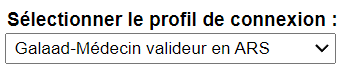 Sélectionner le profil de connexion :
Galaad-Médecin valideur en ARS